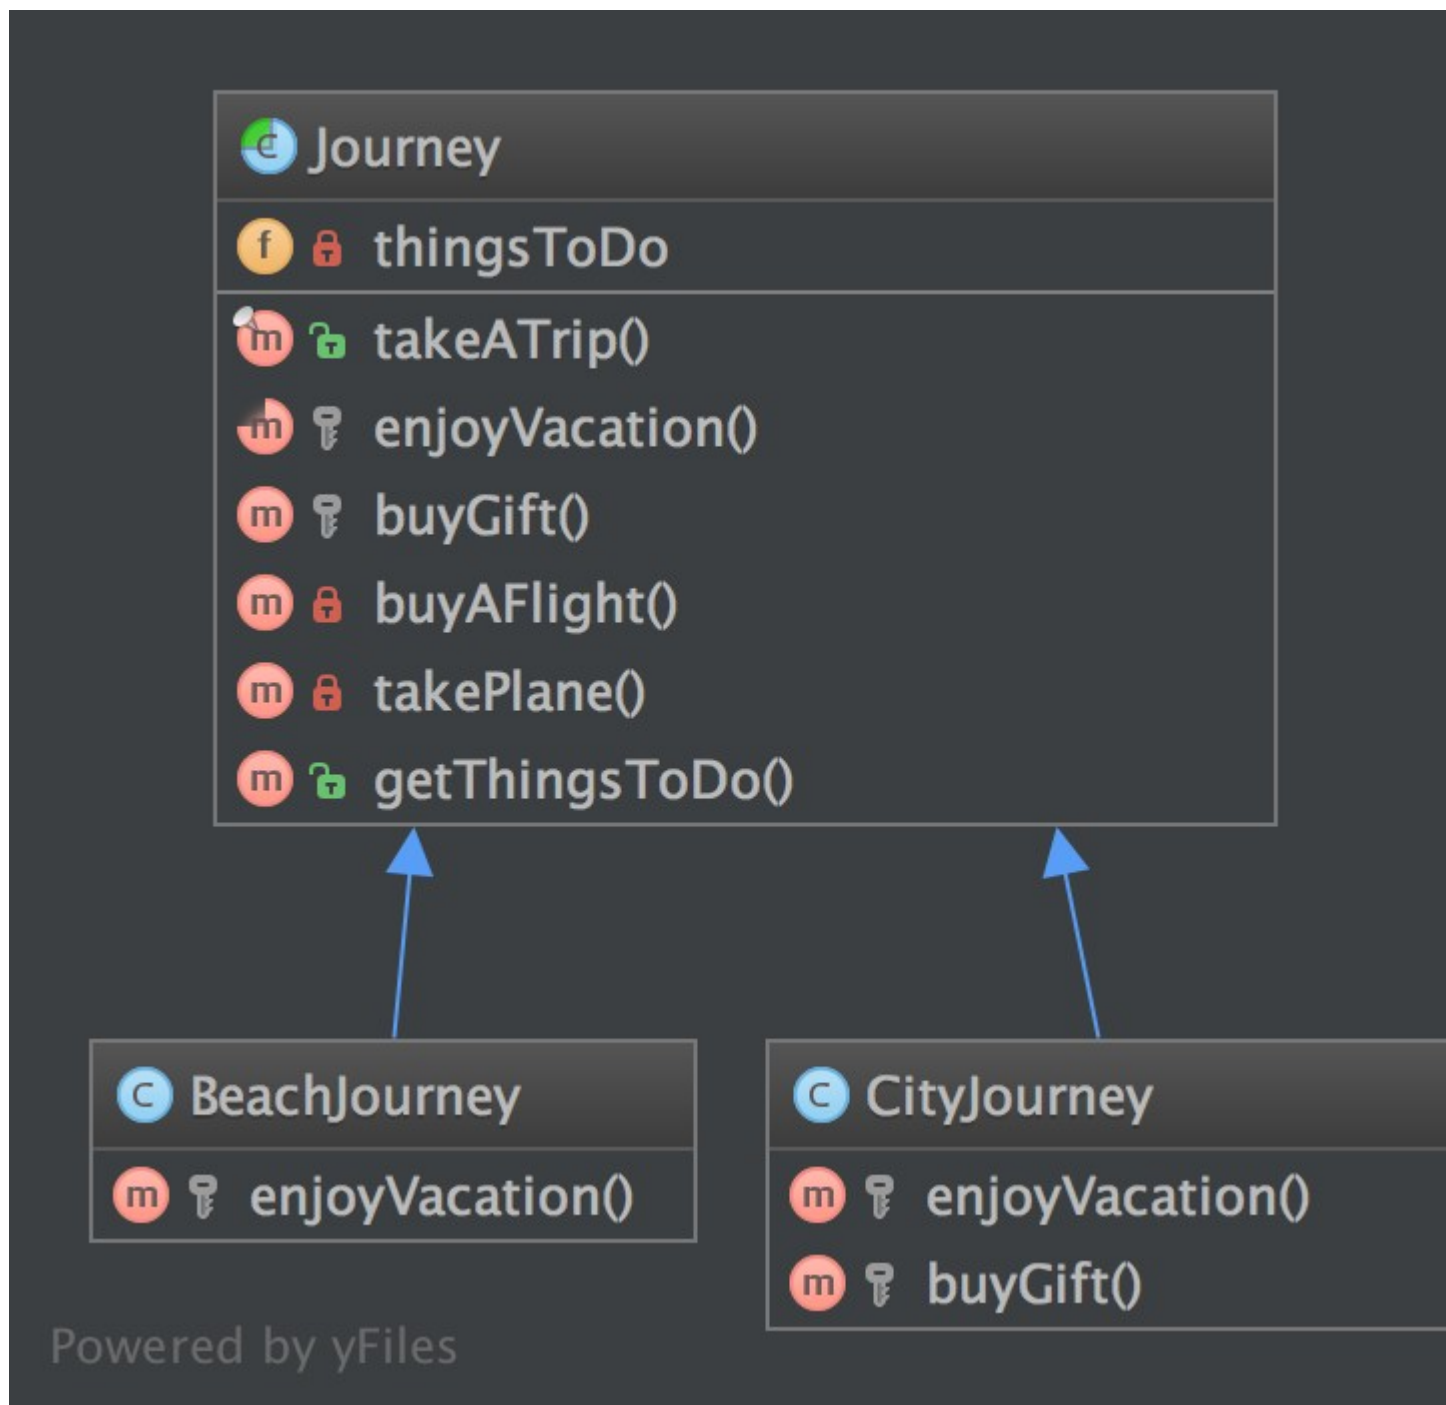 Journey
thingsToDo
takeATrip()
enjoyVacation()
buyGift()
buyAFlight()
takePlane()
getThingsToDo()
BeachJourney
enjoyVacation()
CityJourney
enjoyVacation()
buyGift()
Powered by yFiles